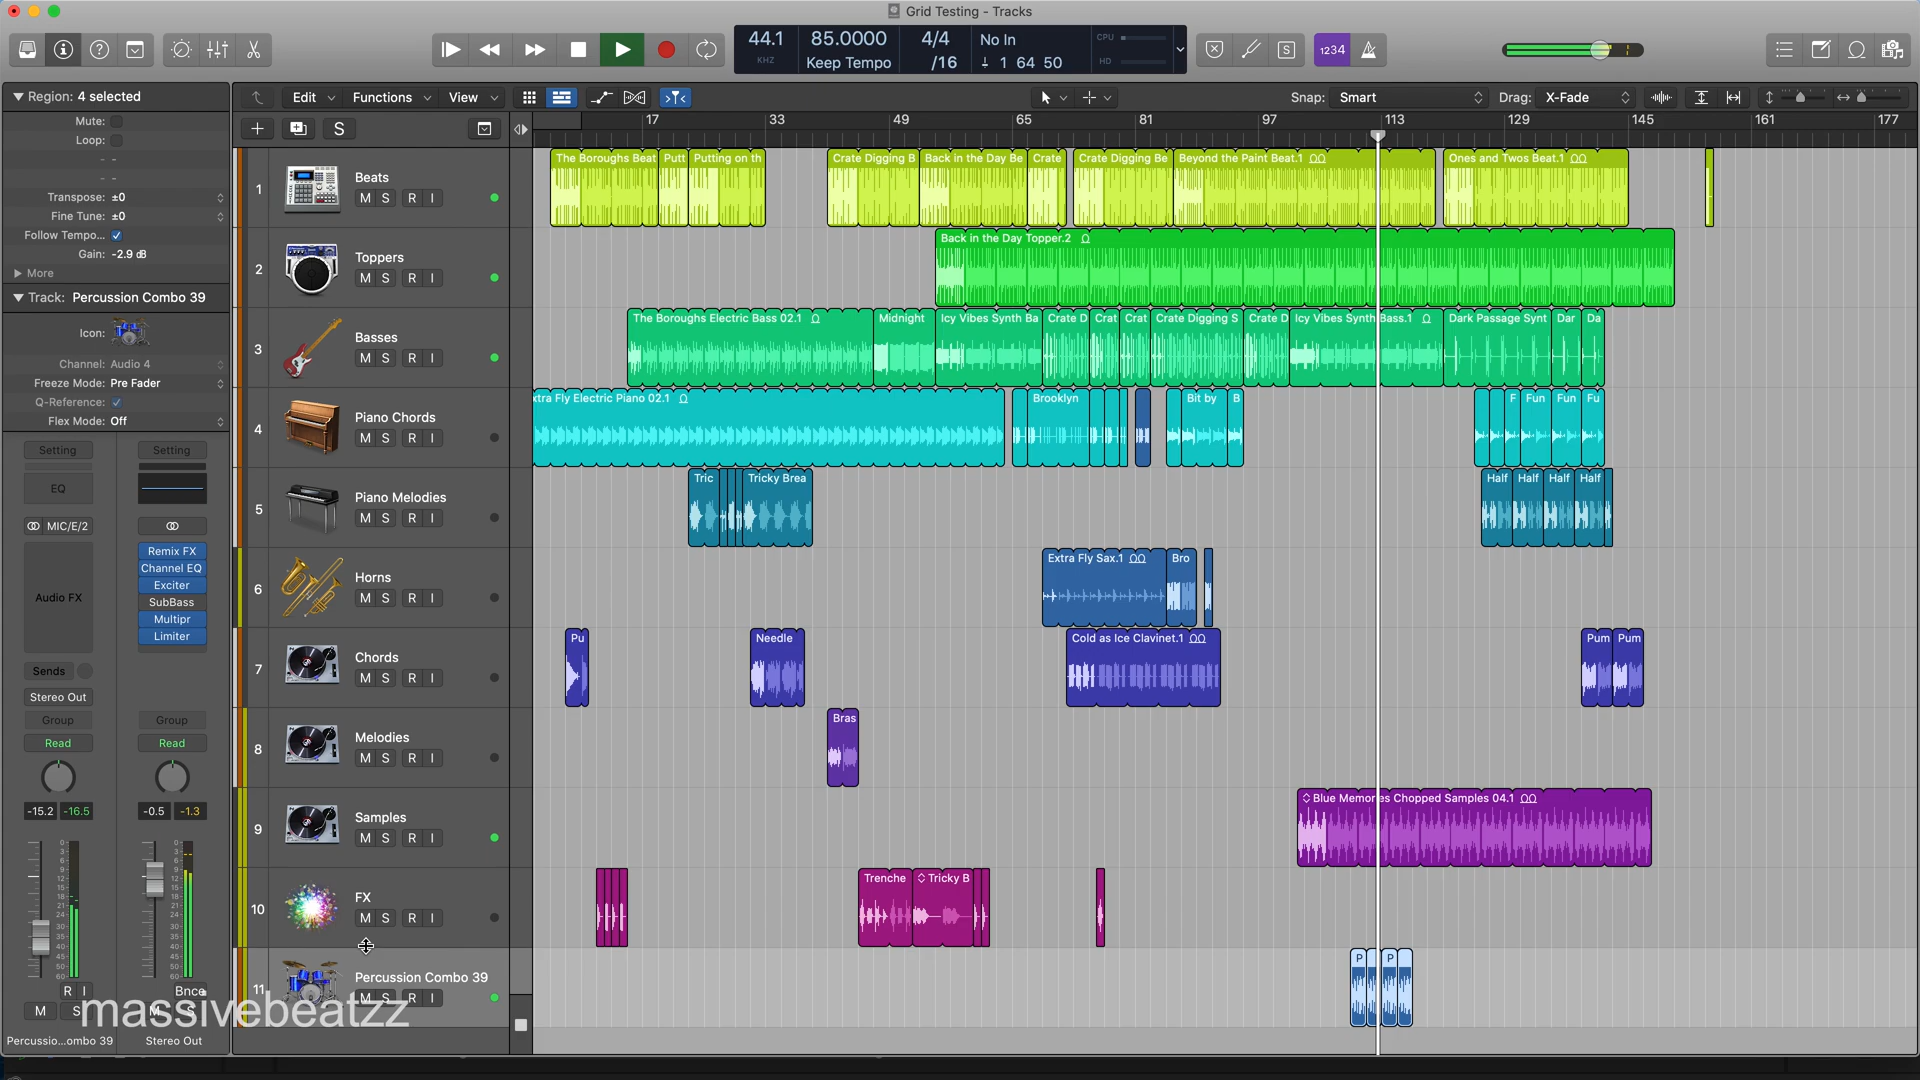 Grid Testing - Tracks
44.1
KHZ
85.0000
Keep Tempo
4/4
/16
No In
1 64 50
CPU
HD
S
1234
Region: 4 selected
Mute:
Loop:
Transpose: ±0
Fine Tune: ±0
Follow Tempo...
Gain: -2.9 dB
More
Track: Percussion Combo 39
Icon:
Channel: Audio 4
Freeze Mode: Pre Fader
Q-Reference:
Flex Mode: Off
Setting
Setting
EQ
MIC/E/2
Audio FX
Remix FX
Channel EQ
Exciter
SubBass
Multipr
Limiter
Sends
Stereo Out
Group
Group
Read
Read
-15.2 -16.5
-0.5 -1.3
R I
Bnce
M S
M S
Percussio...ombo 39
Stereo Out
Edit
Functions
View
Snap: Smart
Drag: X-Fade
S
17 33 49 65 81 97 113 129 145 161 177
1
Beats
M S R I
The Boroughs Beat
Putt
Putting on th
Crate Digging B
Back in the Day Be
Crate
Crate Digging Be
Beyond the Paint Beat.1
Ones and Twos Beat.1
2
Toppers
M S R I
Back in the Day Topper.2
3
Basses
M S R I
The Boroughs Electric Bass 02.1
Midnight
Icy Vibes Synth Ba
Crate D
Crat
Crat
Crate Digging S
Crate D
Icy Vibes Synth Bass.1
Dark Passage Synt
Dar
Da
4
Piano Chords
M S R I
xtra Fly Electric Piano 02.1
Brooklyn
Bit by
B
F
Fun
Fun
Fu
5
Piano Melodies
M S R I
Tric
Tricky Brea
Half
Half
Half
Half
6
Horns
M S R I
Extra Fly Sax.1
Bro
7
Chords
M S R I
Pu
Needle
Cold as Ice Clavinet.1
Pum
Pum
8
Melodies
M S R I
Bras
9
Samples
M S R I
Blue Memories Chopped Samples 04.1
10
FX
M S R I
Trenche
Tricky B
11
Percussion Combo 39
M S R I
P
P
massivebeatzz